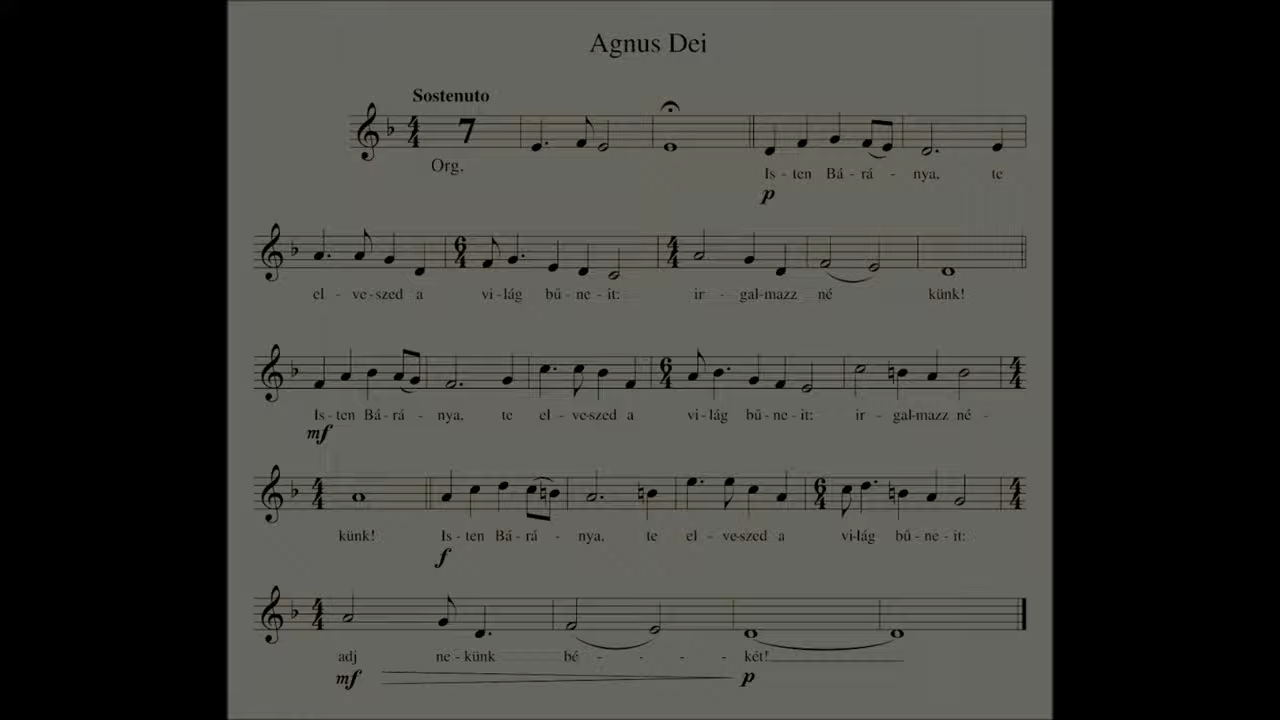 Agnus Dei
Sostenuto
7
Org,
Is - ten Bá - rá - nya, te
p
el - ve - szed a vi - lág bű - ne - it: ir - gal - mazz né künk!
Is - ten Bá - rá - nya, te el - ve - szed a vi - lág bű - ne - it: ir - gal - mazz né -
mf
künk! Is - ten Bá - rá - nya, te el - ve - szed a vi - lág bű - ne - it:
f
adj ne - künk bé - - - - két!
mf p